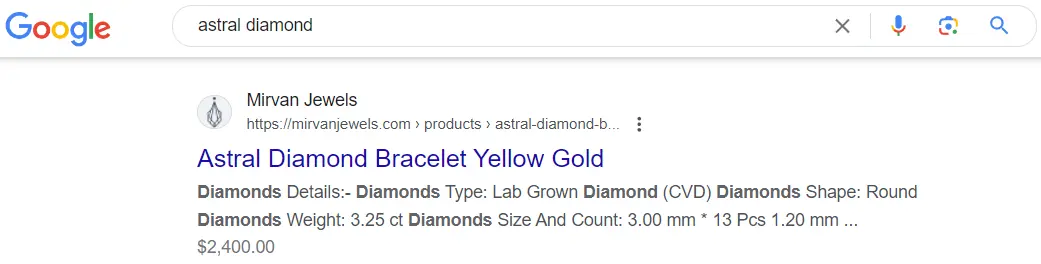 Google
astral diamond
Mirvan Jewels
https://mirvanjewels.com › products › astral-diamond-b...
Astral Diamond Bracelet Yellow Gold
Diamonds Details:- Diamonds Type: Lab Grown Diamond (CVD) Diamonds Shape: Round
Diamonds Weight: 3.25 ct Diamonds Size And Count: 3.00 mm * 13 Pcs 1.20 mm ...
$2,400.00